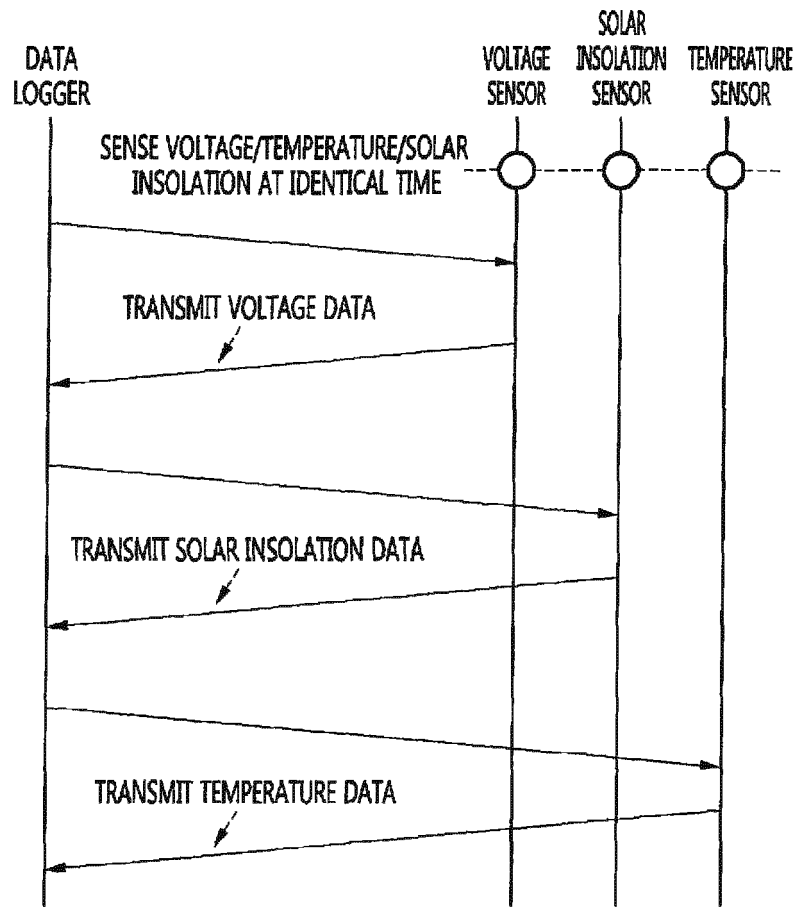 DATA
LOGGER
VOLTAGE
SENSOR
SOLAR
INSOLATION
SENSOR
TEMPERATURE
SENSOR
SENSE VOLTAGE/TEMPERATURE/SOLAR
INSOLATION AT IDENTICAL TIME
TRANSMIT VOLTAGE DATA
TRANSMIT SOLAR INSOLATION DATA
TRANSMIT TEMPERATURE DATA